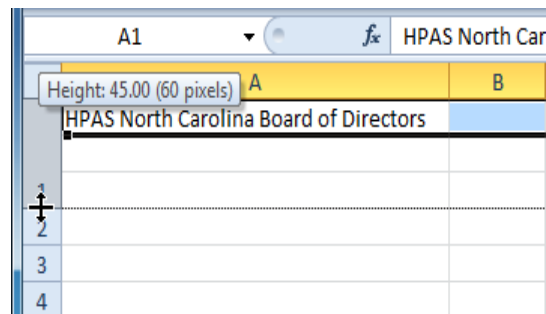 A1 fx HPAS North Car
Height: 45.00 (60 pixels) A B
HPAS North Carolina Board of Directors
1
2
3
4